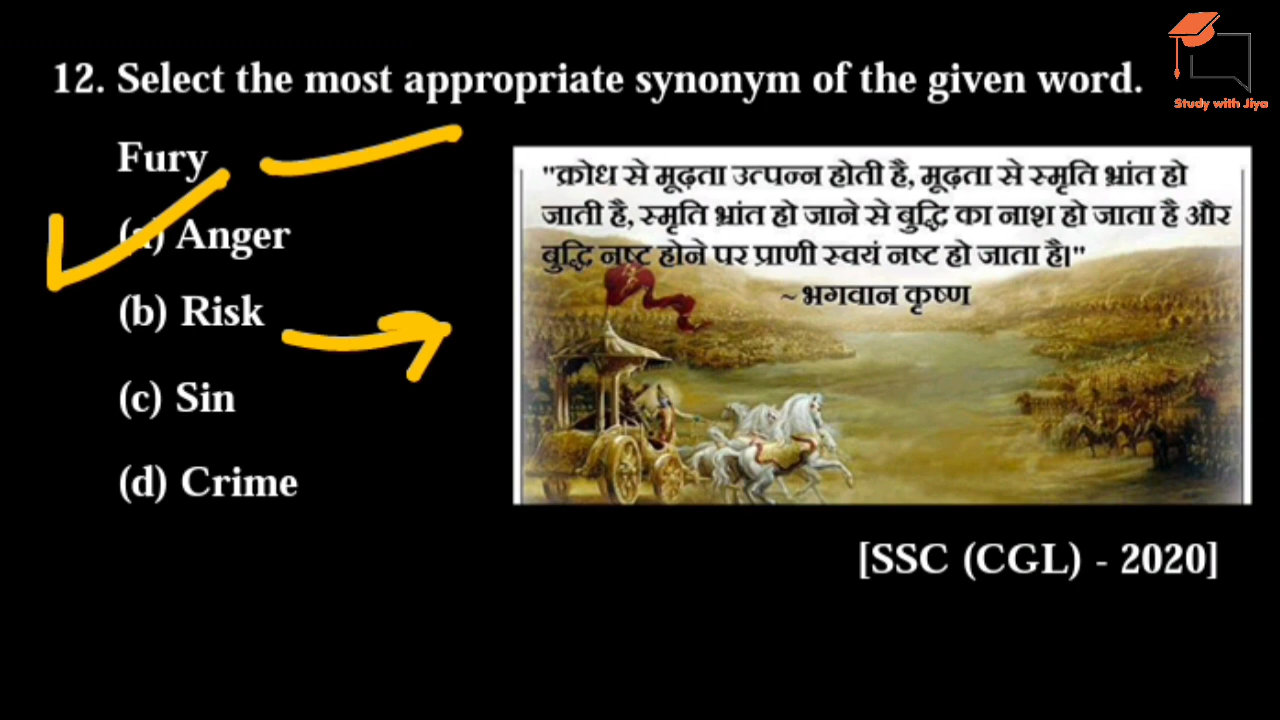 12. Select the most appropriate synonym of the given word.
Study with Jiya
Fury
(a) Anger
(b) Risk
(c) Sin
(d) Crime
"क्रोध से मूढ़ता उत्पन्न होती है, मूढ़ता से स्मृति भ्रांत हो
जाती है, स्मृति भ्रांत हो जाने से बुद्धि का नाश हो जाता है और
बुद्धि नष्ट होने पर प्राणी स्वयं नष्ट हो जाता है।"
~ भगवान कृष्ण
[SSC (CGL) - 2020]